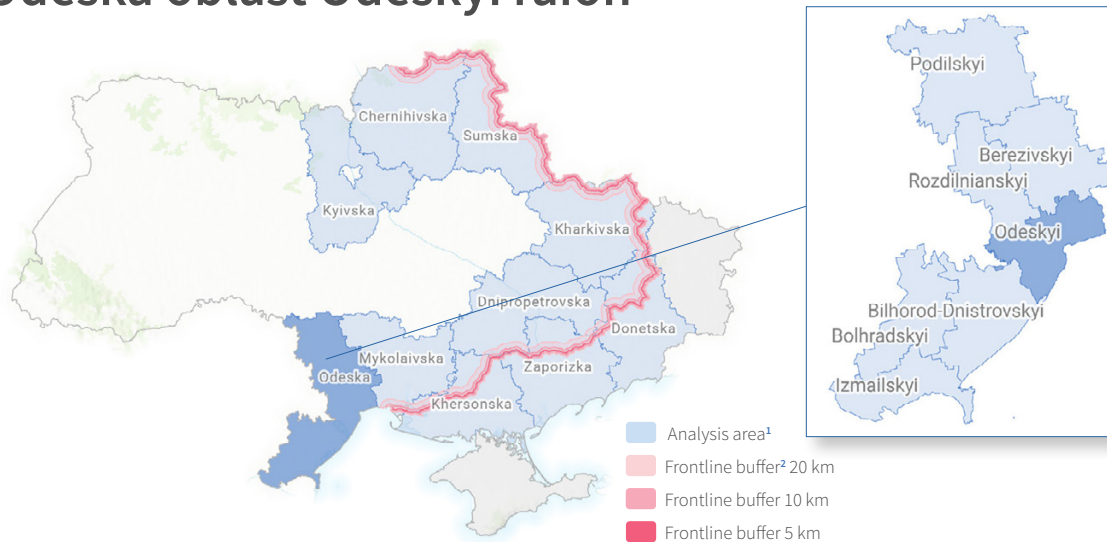 Odeska oblast Odeskyi raion
Chernihivska
Sumska
Kyivska
Kharkivska
Dnipropetrovska
Donetska
Mykolaivska
Zaporizka
Odeska
Khersonska
Analysis area¹
Frontline buffer² 20 km
Frontline buffer 10 km
Frontline buffer 5 km
Podilskyi
Berezivskyi
Rozdilnianskyi
Odeskyi
Bilhorod-Dnistrovskyi
Bolhradskyi
Izmailskyi